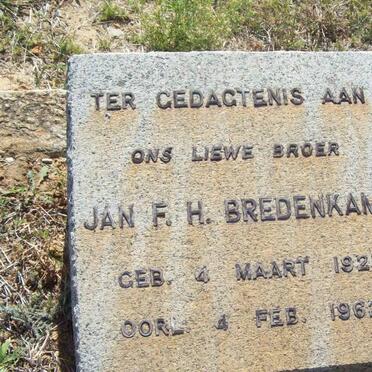 TER GEDAGTENIS AAN
ONS LIEWE BROER
JAN F. H. BREDENKAM
GEB. 4 MAART 192
OORL. 4 FEB. 196